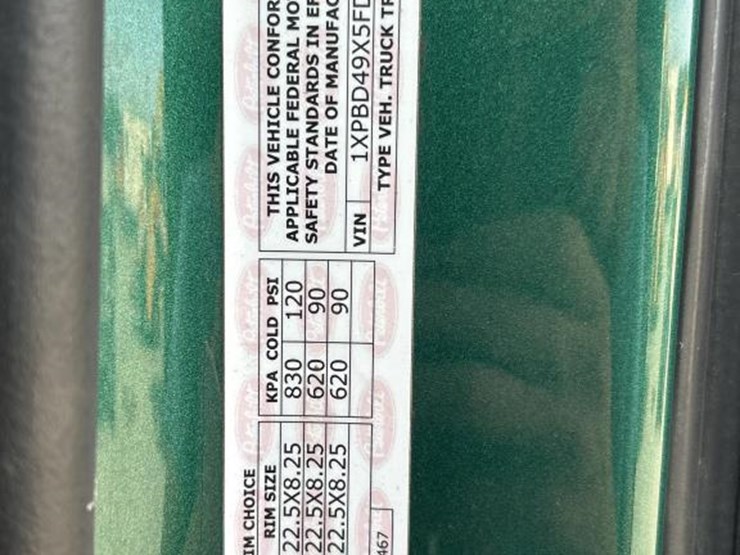 IM CHOICE
RIM SIZE KPA COLD PSI
22.5X8.25 830 120
22.5X8.25 620 90
22.5X8.25 620 90
467
THIS VEHICLE CONFOR
APPLICABLE FEDERAL MO
SAFETY STANDARDS IN EF
DATE OF MANUFAC
VIN 1XPBD49X5FD
TYPE VEH. TRUCK TR